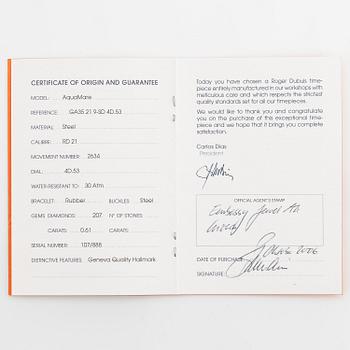 CERTIFICATE OF ORIGIN AND GUARANTEE
MODEL: AquaMare
REFERENCE: GA35 21 9-SD 4D.53
MATERIAL: Steel
CALIBRE: RD 21
MOVEMENT NUMBER: 2634
DIAL: 4D.53
WATER-RESISTANT TO: 30 Atm
BRACELET: Rubber BUCKLES: Steel
GEMS: DIAMONDS: 207 N° OF STONES:
CARATS: 0.61 CARATS:
SERIAL NUMBER: 107/888
DISTINCTIVE FEATURES: Geneva Quality Hallmark
Today you have chosen a Roger Dubuis time-
piece entirely manufactured in our workshops with
meticulous care and which respects the strictest
quality standards set for all our timepieces.
We would like to thank you and congratulate
you on the purchase of this exceptional time-
piece and we hope that it brings you complete
satisfaction.
Carlos Dias
President
OFFICIAL AGENT'S STAMP
Embassy Jewel AG
DATE OF PURCHASE: 2006
SIGNATURE: